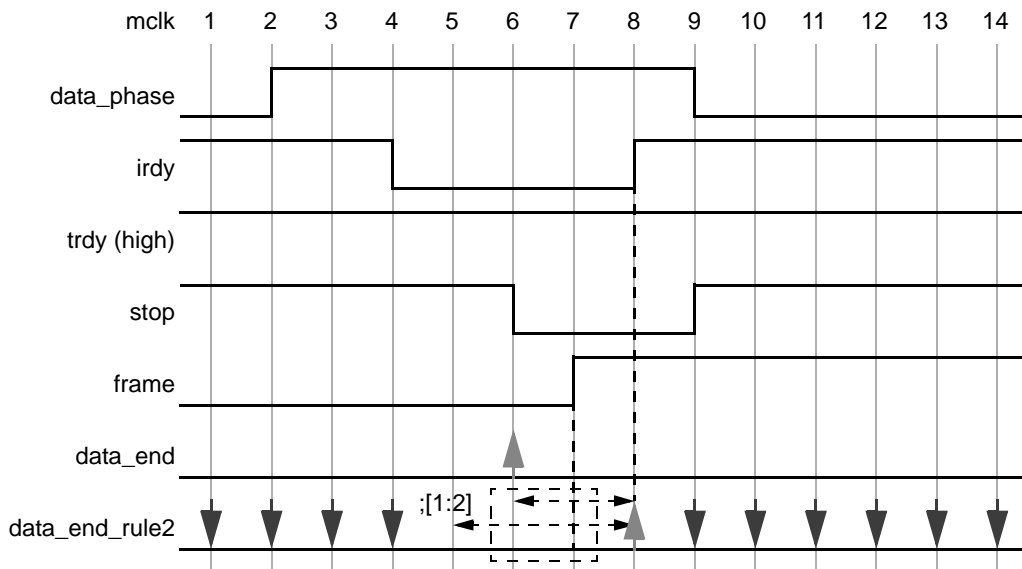 mclk 1 2 3 4 5 6 7 8 9 10 11 12 13 14
data_phase
irdy
trdy (high)
stop
frame
data_end
;[1:2]
data_end_rule2